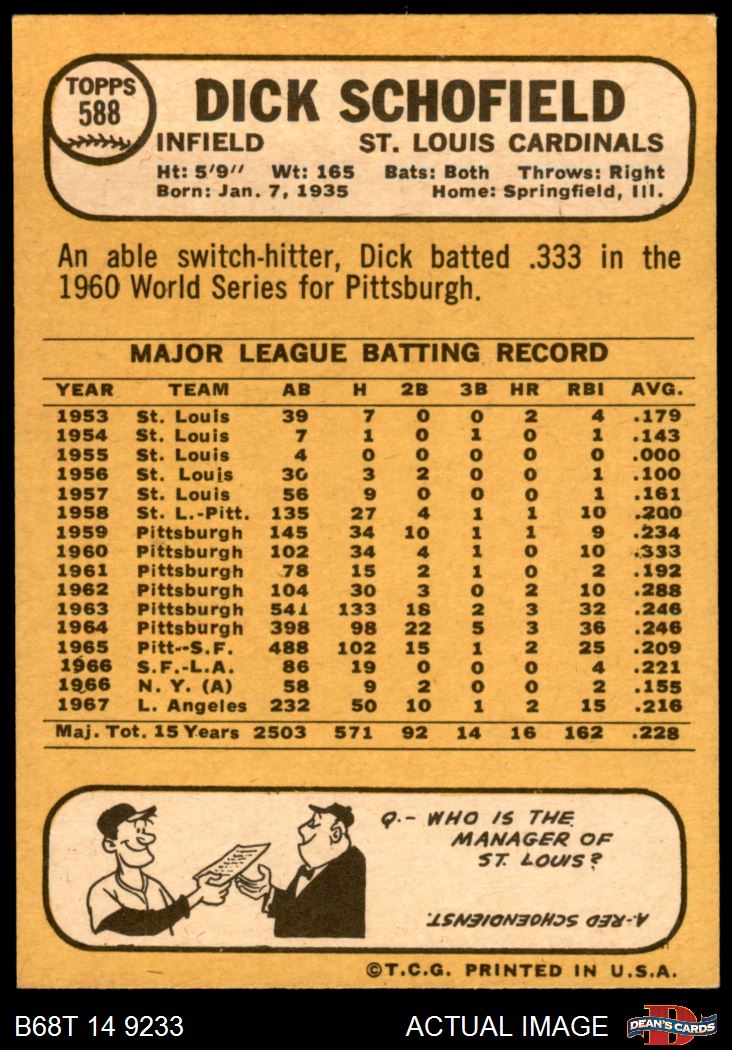 TOPPS
588
DICK SCHOFIELD
INFIELD ST. LOUIS CARDINALS
Ht: 5'9" Wt: 165 Bats: Both Throws: Right
Born: Jan. 7, 1935 Home: Springfield, Ill.
An able switch-hitter, Dick batted .333 in the
1960 World Series for Pittsburgh.
MAJOR LEAGUE BATTING RECORD
YEAR TEAM AB H 2B 3B HR RBI AVG.
1953 St. Louis 39 7 0 0 2 4 .179
1954 St. Louis 7 1 0 1 0 1 .143
1955 St. Louis 4 0 0 0 0 0 .000
1956 St. Louis 30 3 2 0 0 1 .100
1957 St. Louis 56 9 0 0 0 1 .161
1958 St. L.-Pitt. 135 27 4 1 1 10 .200
1959 Pittsburgh 145 34 10 1 1 9 .234
1960 Pittsburgh 102 34 4 1 0 10 .333
1961 Pittsburgh 78 15 2 1 0 2 .192
1962 Pittsburgh 104 30 3 0 2 10 .288
1963 Pittsburgh 541 133 18 2 3 32 .246
1964 Pittsburgh 398 98 22 5 3 36 .246
1965 Pitt--S.F. 488 102 15 1 2 25 .209
1966 S.F.-L.A. 86 19 0 0 0 4 .221
1966 N. Y. (A) 58 9 2 0 0 2 .155
1967 L. Angeles 232 50 10 1 2 15 .216
Maj. Tot. 15 Years 2503 571 92 14 16 162 .228
Q.- WHO IS THE
MANAGER OF
ST. LOUIS?
A-RED SCHOENDIENST.
©T.C.G. PRINTED IN U.S.A.
B68T 14 9233 ACTUAL IMAGE
D
DEAN'S CARDS